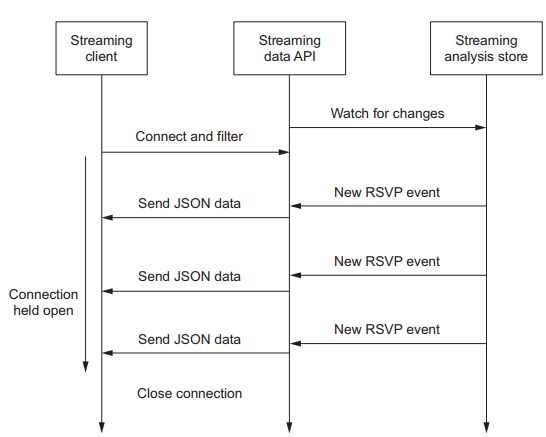 Streaming
client
Streaming
data API
Streaming
analysis store
Watch for changes
Connect and filter
New RSVP event
Send JSON data
New RSVP event
Send JSON data
Connection
held open
New RSVP event
Send JSON data
Close connection